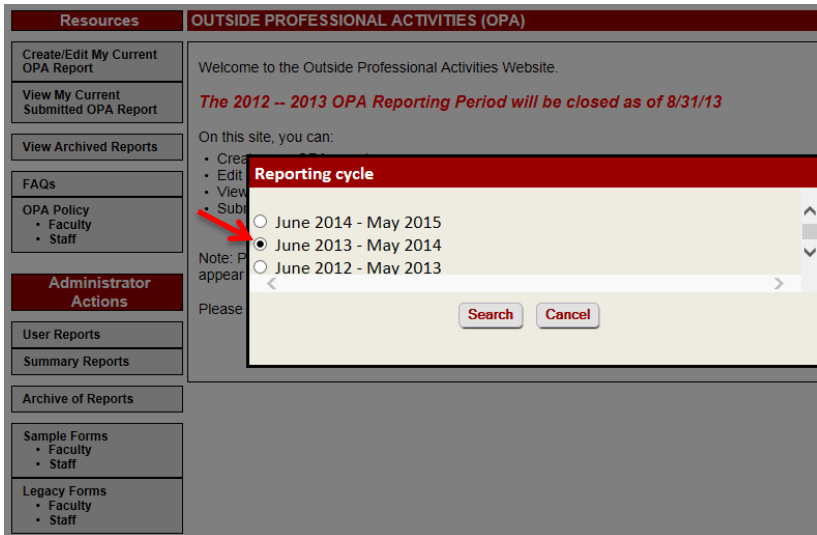 Resources
Create/Edit My Current
OPA Report
View My Current
Submitted OPA Report
View Archived Reports
FAQs
OPA Policy
• Faculty
• Staff
Administrator
Actions
User Reports
Summary Reports
Archive of Reports
Sample Forms
• Faculty
• Staff
Legacy Forms
• Faculty
• Staff
OUTSIDE PROFESSIONAL ACTIVITIES (OPA)
Welcome to the Outside Professional Activities Website.
The 2012 -- 2013 OPA Reporting Period will be closed as of 8/31/13
On this site, you can:
• Edit
• View
Note:
appear
Please
Reporting cycle
June 2014 - May 2015
June 2013 - May 2014
June 2012 - May 2013
Search Cancel